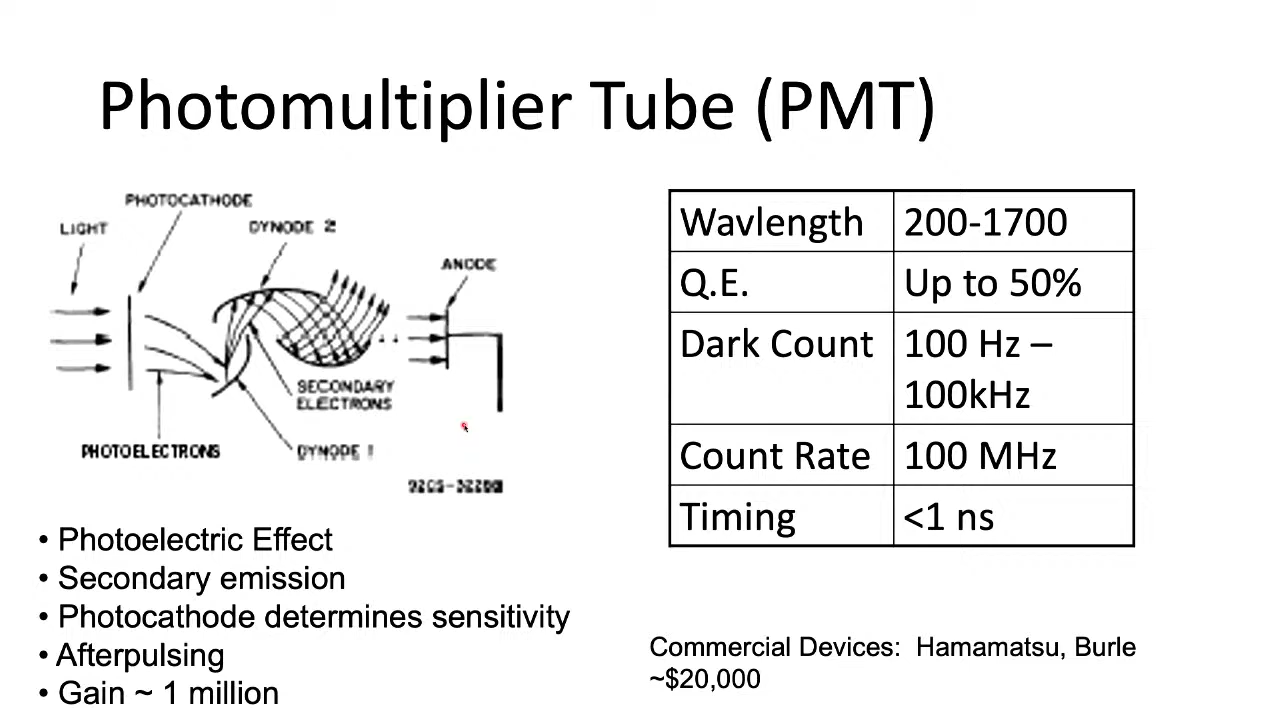 Photomultiplier Tube (PMT)
PHOTOCATHODE
LIGHT
DYNODE 2
ANODE
SECONDARY
ELECTRONS
PHOTOELECTRONS
DYNODE 1
Wavlength 200-1700
Q.E. Up to 50%
Dark Count 100 Hz –
100kHz
Count Rate 100 MHz
Timing <1 ns
• Photoelectric Effect
• Secondary emission
• Photocathode determines sensitivity
• Afterpulsing
• Gain ~ 1 million
Commercial Devices: Hamamatsu, Burle
~$20,000